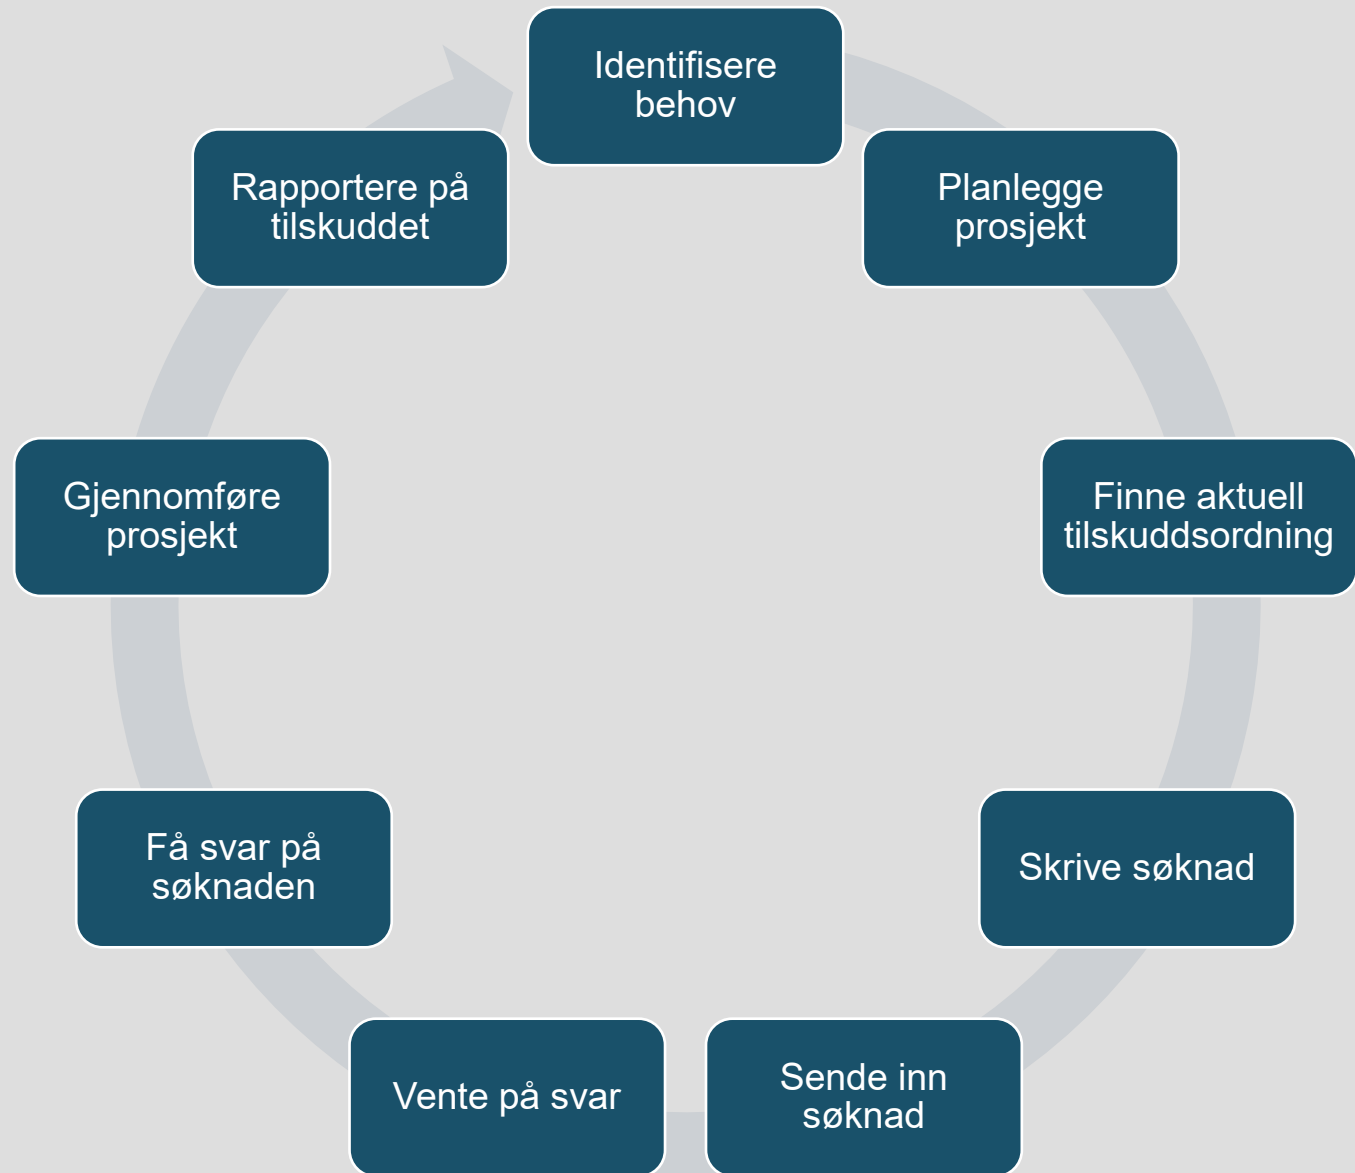 Identifisere
behov
Planlegge
prosjekt
Finne aktuell
tilskuddsordning
Skrive søknad
Sende inn
søknad
Vente på svar
Få svar på
søknaden
Gjennomføre
prosjekt
Rapportere på
tilskuddet